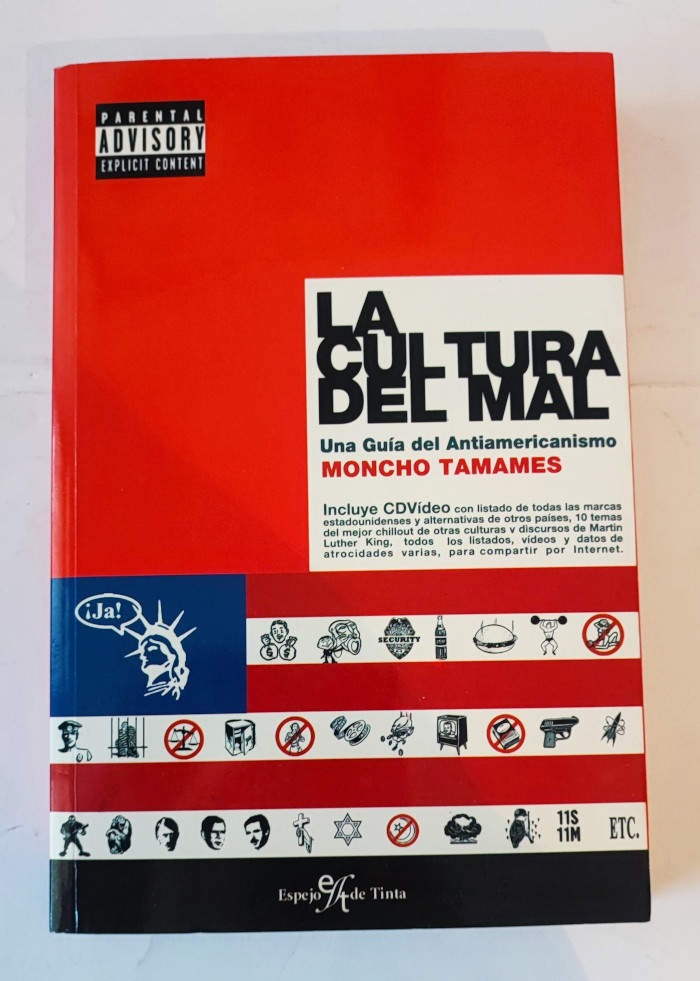 PARENTAL
ADVISORY
EXPLICIT CONTENT
LA
CULTURA
DEL MAL
Una Guía del Antiamericanismo
MONCHO TAMAMES
Incluye CDVídeo con listado de todas las marcas
estadounidenses y alternativas de otros países, 10 temas
del mejor chillout de otras culturas y discursos de Martin
Luther King, todos los listados, vídeos y datos de
atrocidades varias, para compartir por Internet.
¡Ja!
$ $
SECURITY
11S
11M
ETC.
Espejo de Tinta